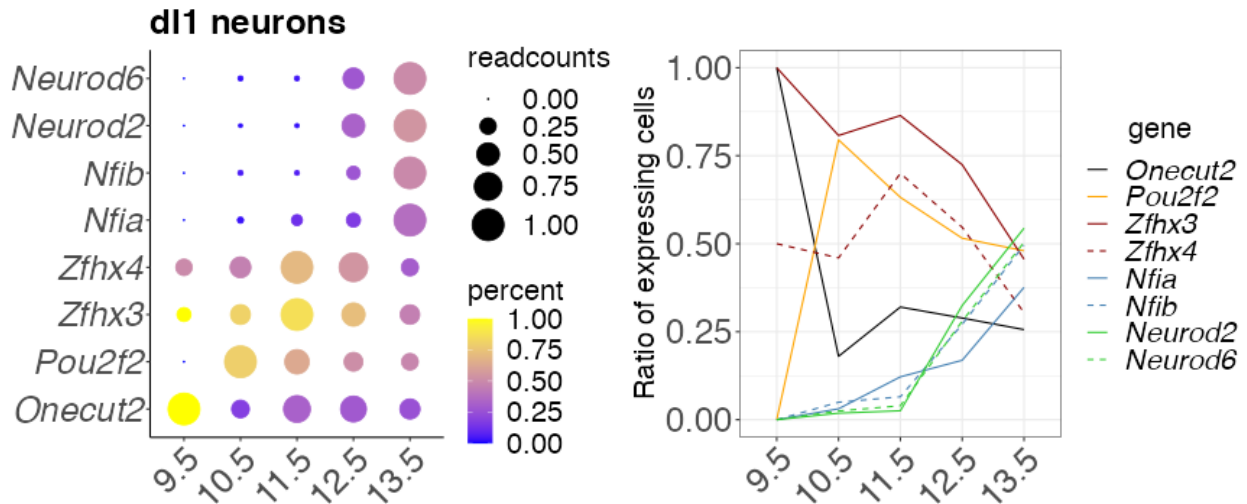 dI1 neurons
Neurod6
Neurod2
Nfib
Nfia
Zfhx4
Zfhx3
Pou2f2
Onecut2
9.5
10.5
11.5
12.5
13.5
readcounts
0.00
0.25
0.50
0.75
1.00
percent
1.00
0.75
0.50
0.25
0.00
Ratio of expressing cells
1.00
0.75
0.50
0.25
0.00
9.5
10.5
11.5
12.5
13.5
gene
Onecut2
Pou2f2
Zfhx3
Zfhx4
Nfia
Nfib
Neurod2
Neurod6